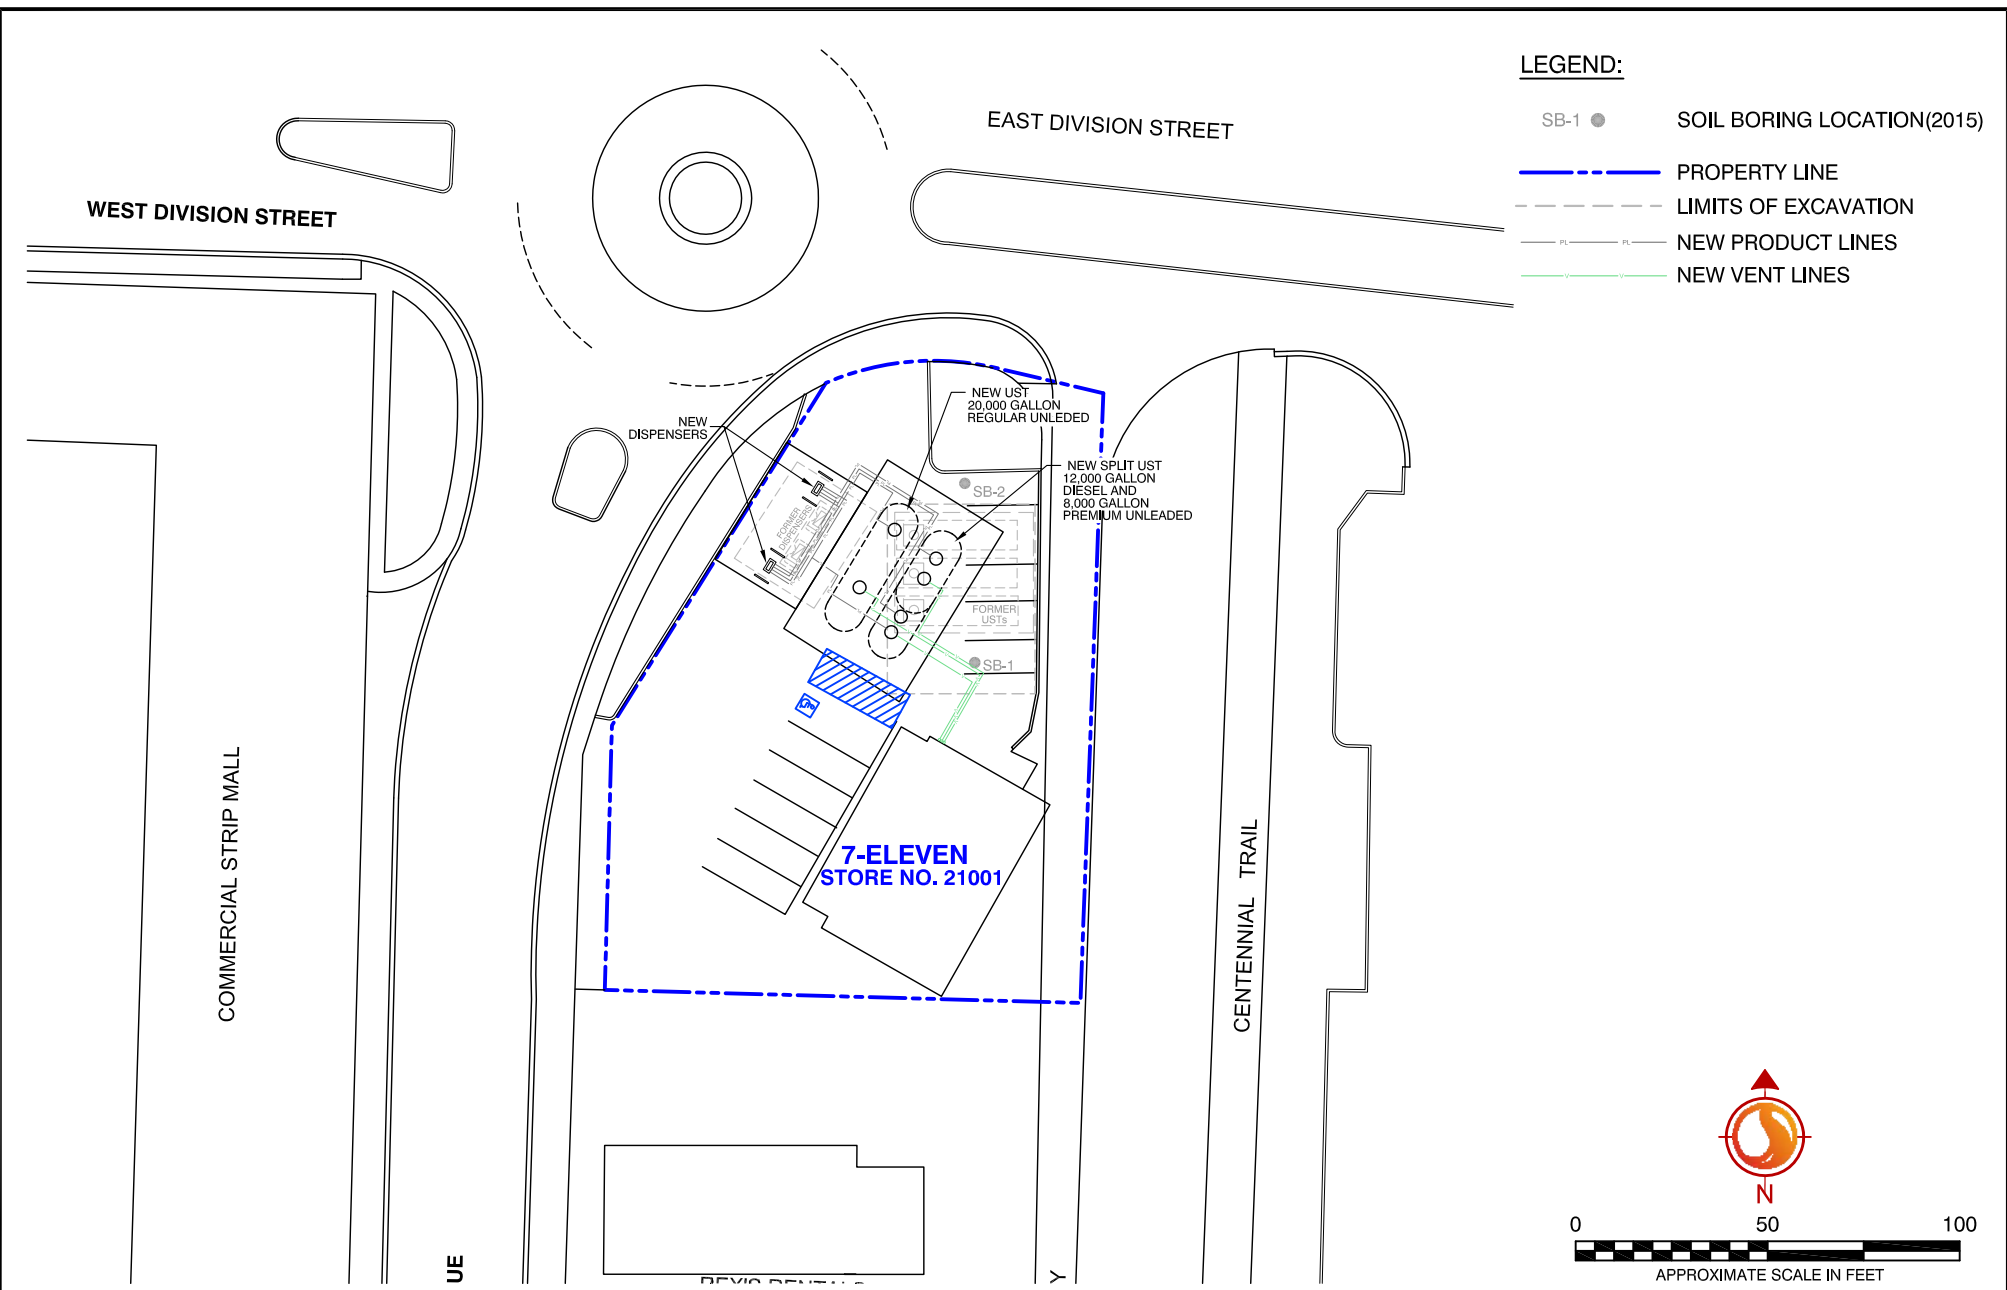 LEGEND:
SB-1 SOIL BORING LOCATION(2015)
PROPERTY LINE
LIMITS OF EXCAVATION
PL PL NEW PRODUCT LINES
V V NEW VENT LINES
EAST DIVISION STREET
WEST DIVISION STREET
NEW
DISPENSERS
NEW UST
20,000 GALLON
REGULAR UNLEDED
NEW SPLIT UST
12,000 GALLON
DIESEL AND
8,000 GALLON
PREMIUM UNLEADED
SB-2
FORMER
DISPENSERS
FORMER
USTs
SB-1
7-ELEVEN
STORE NO. 21001
COMMERCIAL STRIP MALL
CENTENNIAL TRAIL
UE
Y
N
0 50 100
APPROXIMATE SCALE IN FEET